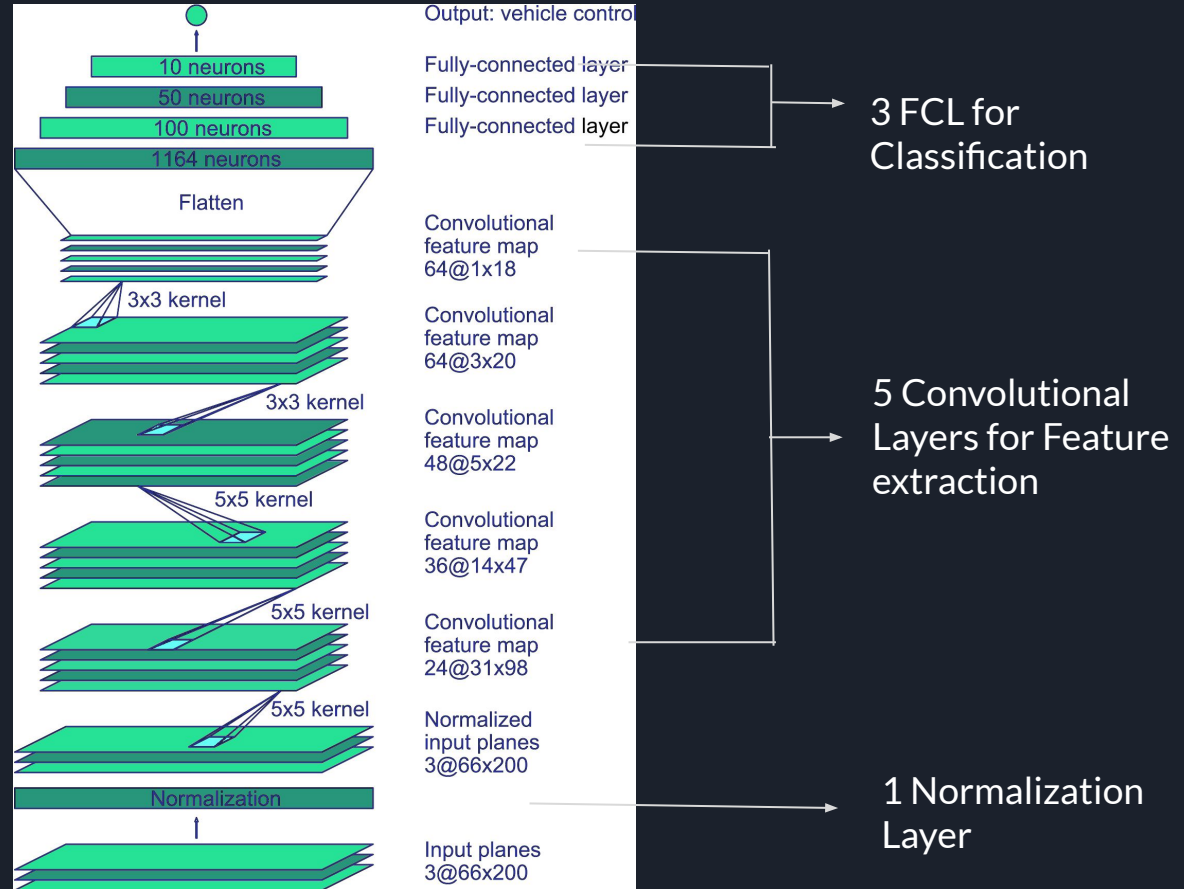 Output: vehicle control
10 neurons
Fully-connected layer
50 neurons
Fully-connected layer
100 neurons
Fully-connected layer
1164 neurons
3 FCL for
Classification
Flatten
Convolutional
feature map
64@1x18
3x3 kernel
Convolutional
feature map
64@3x20
3x3 kernel
Convolutional
feature map
48@5x22
5 Convolutional
Layers for Feature
extraction
5x5 kernel
Convolutional
feature map
36@14x47
5x5 kernel
Convolutional
feature map
24@31x98
5x5 kernel
Normalized
input planes
3@66x200
Normalization
1 Normalization
Layer
Input planes
3@66x200